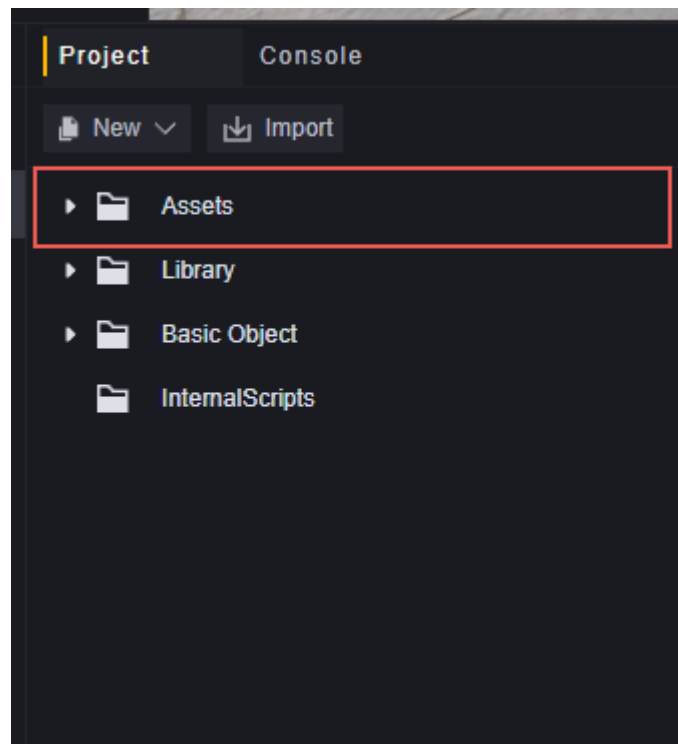 Project Console
New Import
Assets
Library
Basic Object
InternalScripts